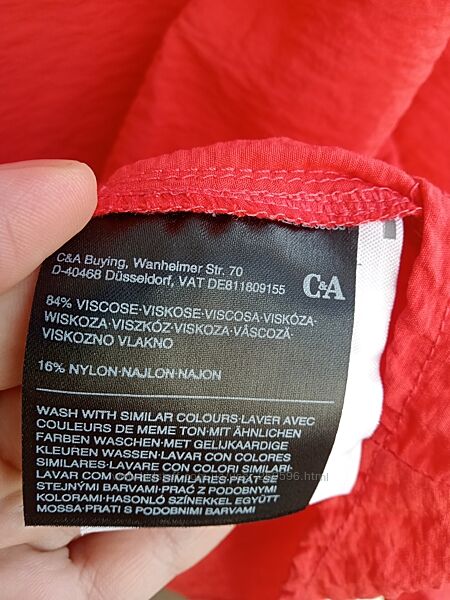 C&A Buying, Wanheimer Str. 70
D-40468 Düsseldorf, VAT DE811809155
C&A
84% VISCOSE·VISKOSE·VISCOSA·VISKÓZA·
WISKOZA·VISZKÓZ·VISKOZA·VÂSCOZĂ·
VISKOZNO VLAKNO
16% NYLON·NAJLON·NAJON
WASH WITH SIMILAR COLOURS·LAVER AVEC
COULEURS DE MEME TON·MIT ÄHNLICHEN
FARBEN WASCHEN·MET GELIJKAARDIGE
KLEUREN WASSEN·LAVAR CON COLORES
SIMILARES·LAVARE CON COLORI SIMILARI·
LAVAR COM CORES SIMILARES·PRÁT SE
STEJNÝMI BARVAMI·PRAĆ Z PODOBNYMI
KOLORAMI·HASONLÓ SZÍNEKKEL EGYÜTT
MOSSA·PRATI S PODOBNIMI BARVAMI